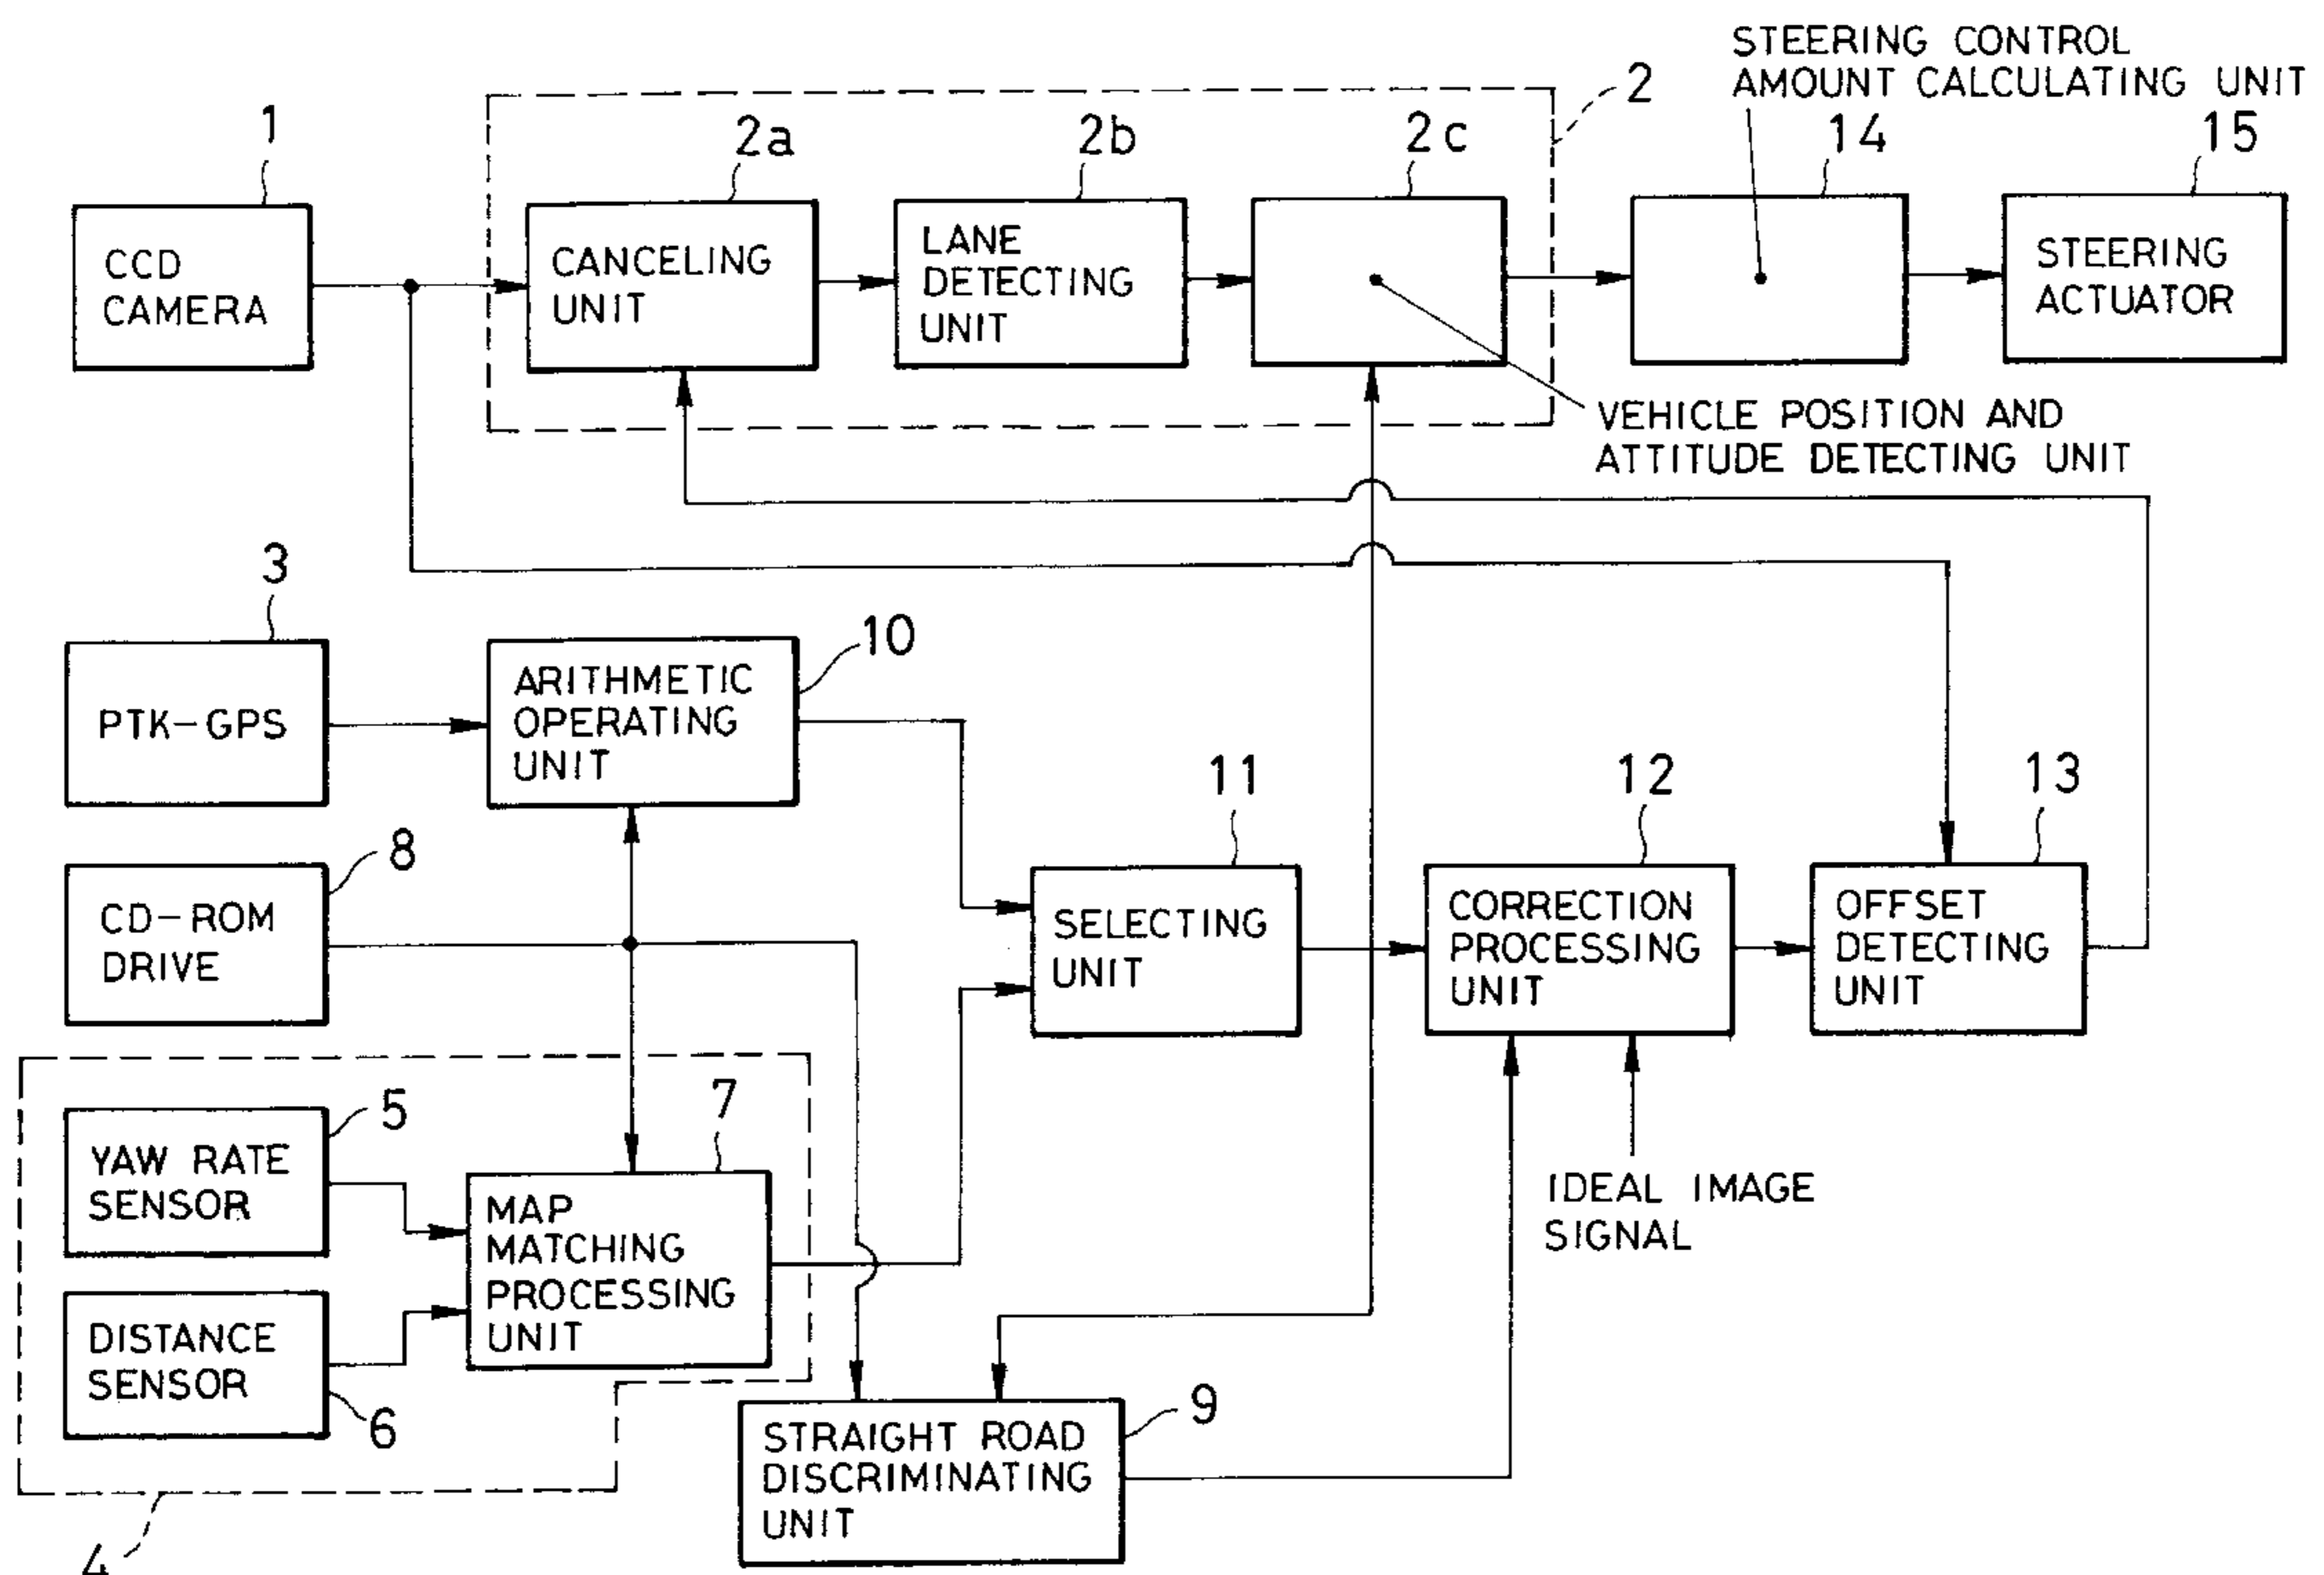 STEERING CONTROL
AMOUNT CALCULATING UNIT
2
1
2a
2b
2c
14
15
CCD
CAMERA
CANCELING
UNIT
LANE
DETECTING
UNIT
STEERING
ACTUATOR
VEHICLE POSITION AND
ATTITUDE DETECTING UNIT
3
10
PTK-GPS
ARITHMETIC
OPERATING
UNIT
11
12
13
8
CD-ROM
DRIVE
SELECTING
UNIT
CORRECTION
PROCESSING
UNIT
OFFSET
DETECTING
UNIT
5
7
YAW RATE
SENSOR
MAP
MATCHING
PROCESSING
UNIT
IDEAL IMAGE
SIGNAL
DISTANCE
SENSOR
6
9
STRAIGHT ROAD
DISCRIMINATING
UNIT
4